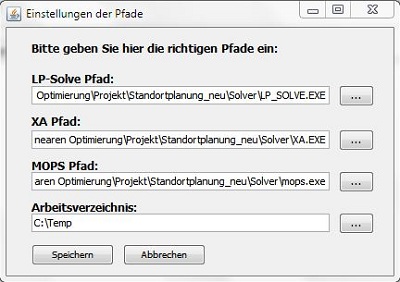 Einstellungen der Pfade
Bitte geben Sie hier die richtigen Pfade ein:
LP-Solve Pfad:
Optimierung\Projekt\Standortplanung_neu\Solver\LP_SOLVE.EXE
...
XA Pfad:
nearen Optimierung\Projekt\Standortplanung_neu\Solver\XA.EXE
...
MOPS Pfad:
aren Optimierung\Projekt\Standortplanung_neu\Solver\mops.exe
...
Arbeitsverzeichnis:
C:\Temp
...
Speichern
Abbrechen